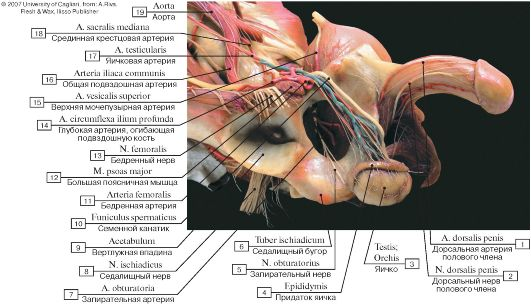 © 2007 University of Cagliari, from: A.Riva.
Flesh & Wax, Ilisso Publisher
19 Aorta
Аорта
18 A. sacralis mediana
Срединная крестцовая артерия
17 A. testicularis
Яичковая артерия
16 Arteria iliaca communis
Общая подвздошная артерия
15 A. vesicalis superior
Верхняя мочепузырная артерия
14 A. circumflexa ilium profunda
Глубокая артерия, огибающая
подвздошную кость
13 N. femoralis
Бедренный нерв
12 M. psoas major
Большая поясничная мышца
11 Arteria femoralis
Бедренная артерия
10 Funiculus spermaticus
Семенной канатик
9 Acetabulum
Вертлужная впадина
8 N. ischiadicus
Седалищный нерв
7 A. obturatoria
Запирательная артерия
6 Tuber ischiadicum
Седалищный бугор
5 N. obturatorius
Запирательный нерв
4 Epididymis
Придаток яичка
Testis;
Orchis 3
Яичко
A. dorsalis penis 1
Дорсальная артерия
полового члена
N. dorsalis penis 2
Дорсальный нерв
полового члена